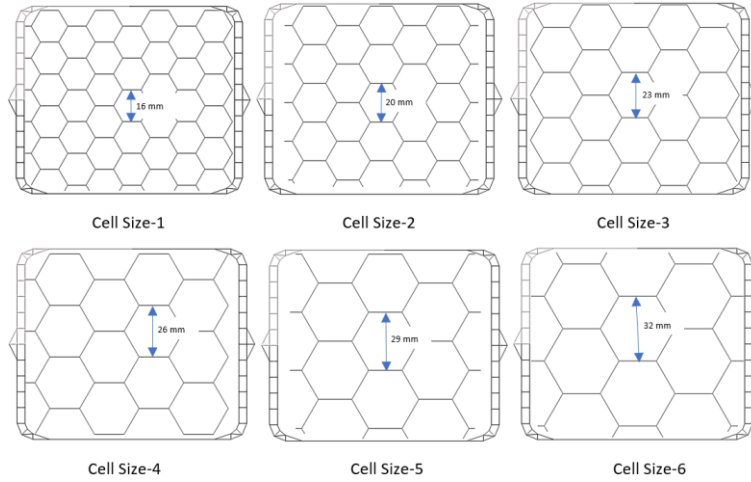 16 mm
20 mm
23 mm
Cell Size-1
Cell Size-2
Cell Size-3
26 mm
29 mm
32 mm
Cell Size-4
Cell Size-5
Cell Size-6